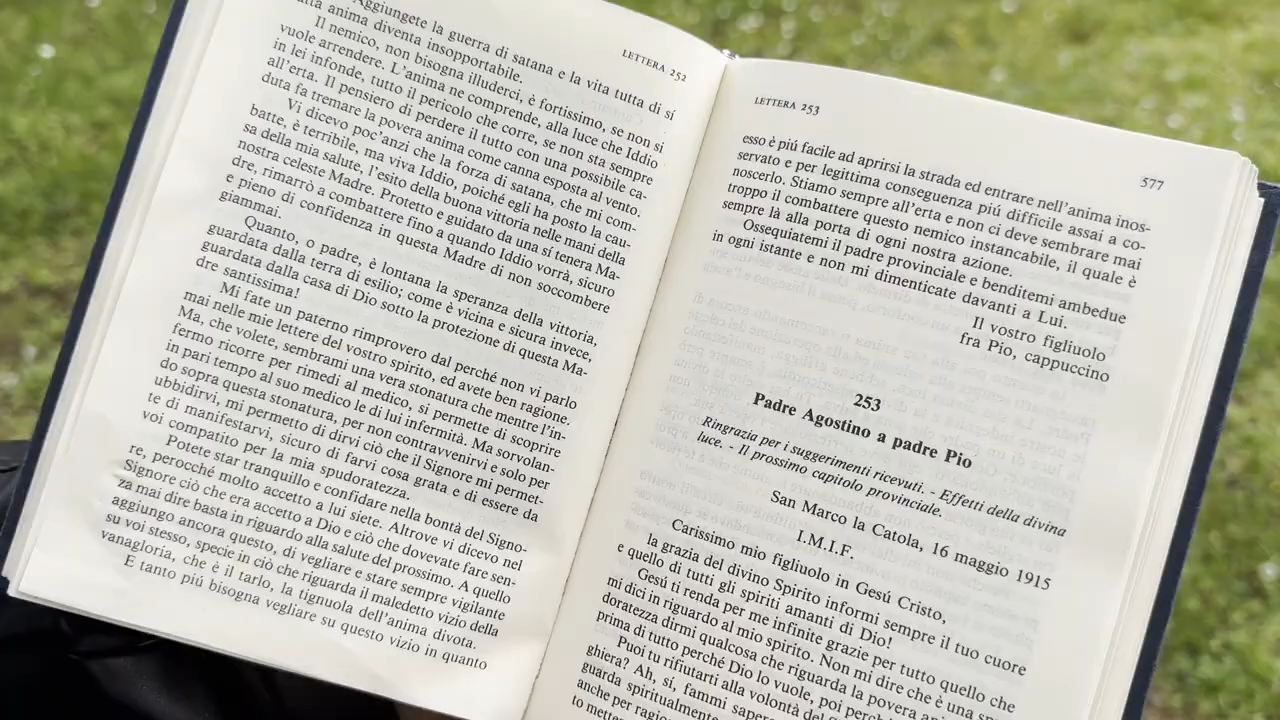 LETTERA 252
Aggiungete la guerra di satana e la vita tutta di sí
fatta anima diventa insopportabile.
Il nemico, non bisogna illuderci, è fortissimo, se non si
vuole arrendere. L'anima ne comprende, alla luce che Iddio
in lei infonde, tutto il pericolo che corre, se non sta sempre
all'erta. Il pensiero di perdere il tutto con una possibile ca-
duta fa tremare la povera anima come canna esposta al vento.
Vi dicevo poc'anzi che la forza di satana, che mi com-
batte, è terribile, ma viva Iddio, poiché egli ha posto la cau-
sa della mia salute, l'esito della buona vittoria nelle mani della
nostra celeste Madre. Protetto e guidato da una sí tenera Ma-
dre, rimarrò a combattere fino a quando Iddio vorrà, sicuro
e pieno di confidenza in questa Madre di non soccombere
giammai.
Quanto, o padre, è lontana la speranza della vittoria,
guardata dalla terra di esilio; come è vicina e sicura invece,
guardata dalla casa di Dio sotto la protezione di questa Ma-
dre santissima!
Mi fate un paterno rimprovero dal perché non vi parlo
mai nelle mie lettere del vostro spirito, ed avete ben ragione.
Ma, che volete, sembrami una vera stonatura che mentre l'in-
fermo ricorre per rimedi al medico, si permette di scoprire
in pari tempo al suo medico le di lui infermità. Ma sorvolan-
do sopra questa stonatura, per non contravvenirvi e solo per
ubbidirvi, mi permetto di dirvi ciò che il Signore mi permet-
te di manifestarvi, sicuro di farvi cosa grata e di essere da
voi compatito per la mia spudoratezza.
Potete star tranquillo e confidare nella bontà del Signo-
re, perocché molto accetto a lui siete. Altrove vi dicevo nel
Signore ciò che era accetto a Dio e ciò che dovevate fare sen-
za mai dire basta in riguardo alla salute del prossimo. A quello
aggiungo ancora questo, di vegliare e stare sempre vigilante
su voi stesso, specie in ciò che riguarda il maledetto vizio della
vanagloria, che è il tarlo, la tignuola dell'anima divota.
E tanto piú bisogna vegliare su questo vizio in quanto
LETTERA 253
577
esso è piú facile ad aprirsi la strada ed entrare nell'anima inos-
servato e per legittima conseguenza piú difficile assai a co-
noscerlo. Stiamo sempre all'erta e non ci deve sembrare mai
troppo il combattere questo nemico instancabile, il quale è
sempre là alla porta di ogni nostra azione.
Ossequiatemi il padre provinciale e benditemi ambedue
in ogni istante e non mi dimenticate davanti a Lui.
Il vostro figliuolo
fra Pio, cappuccino
253
Padre Agostino a padre Pio
Ringrazia per i suggerimenti ricevuti. - Effetti della divina
luce. - Il prossimo capitolo provinciale.
San Marco la Catola, 16 maggio 1915
I.M.I.F.
Carissimo mio figliuolo in Gesú Cristo,
la grazia del divino Spirito informi sempre il tuo cuore
e quello di tutti gli spiriti amanti di Dio!
Gesú ti renda per me infinite grazie per tutto quello che
mi dici in riguardo al mio spirito. Non mi dire che è una spu-
doratezza dirmi qualcosa che riguarda la povera
prima di tutto perché Dio lo vuole, poi perché
Puoi tu rifiutarti alla volontà del
ghiera? Ah, sí, fammi sapere
guarda spiritualmente
anche per